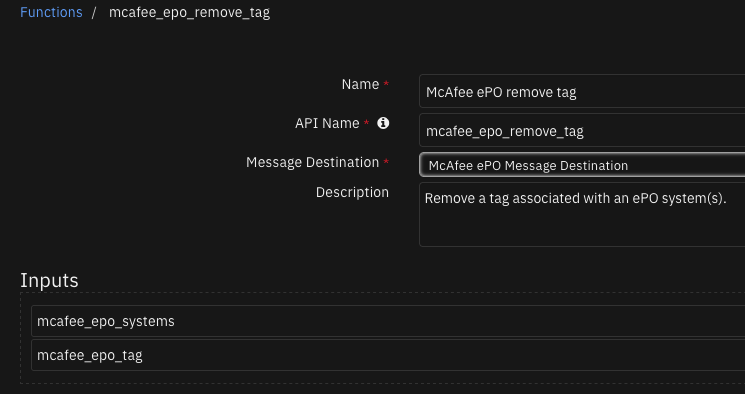 Functions / mcafee_epo_remove_tag
Name * McAfee ePO remove tag
API Name * McAfee_epo_remove_tag
Message Destination * McAfee ePO Message Destination
Description Remove a tag associated with an ePO system(s).
Inputs
mcafee_epo_systems
mcafee_epo_tag